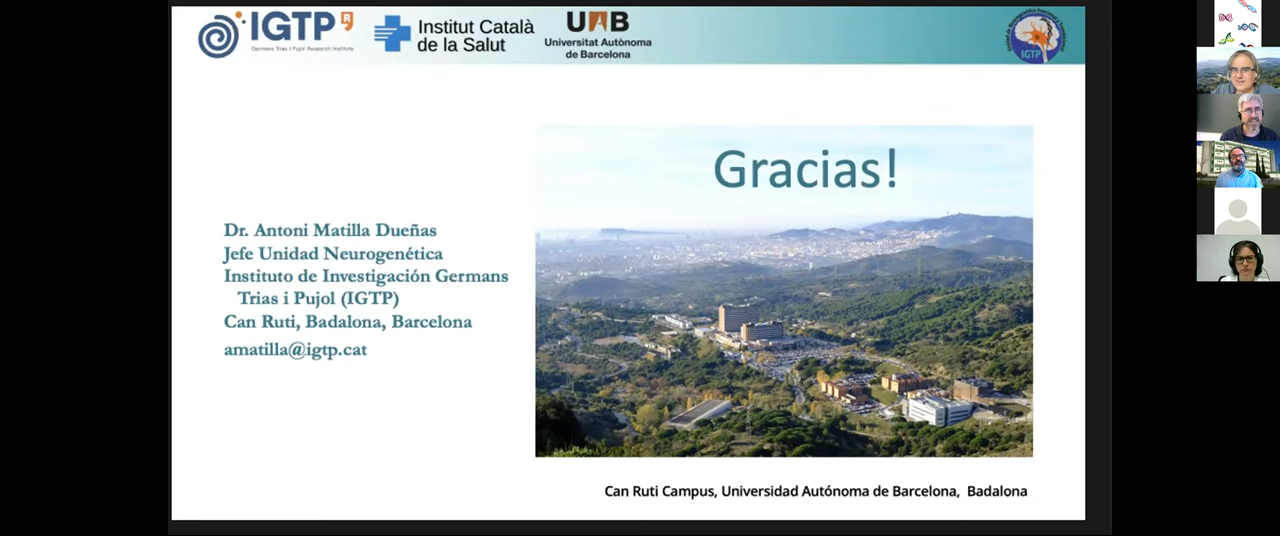 IGTP
Germans Trias i Pujol Research Institute
Institut Català
de la Salut
UAB
Universitat Autònoma
de Barcelona
IGTP
Gracias!
Dr. Antoni Matilla Dueñas
Jefe Unidad Neurogenética
Instituto de Investigación Germans
Trias i Pujol (IGTP)
Can Ruti, Badalona, Barcelona
amatilla@igtp.cat
Can Ruti Campus, Universidad Autónoma de Barcelona, Badalona